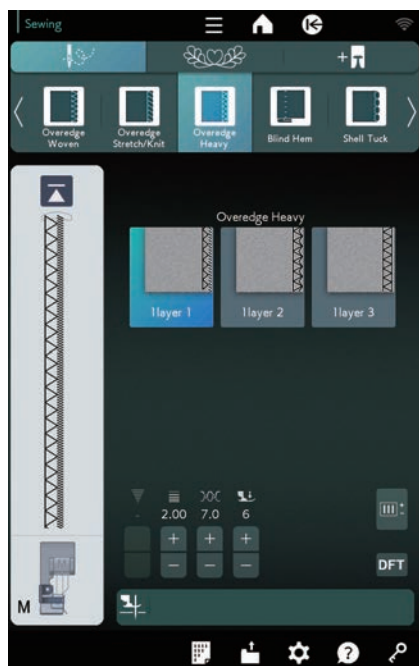 Sewing
Overedge Woven
Overedge Stretch/Knit
Overedge Heavy
Blind Hem
Shell Tuck
Overedge Heavy
1layer 1
1layer 2
1layer 3
- 2.00 7.0 6
+ + +
- - -
DFT
M